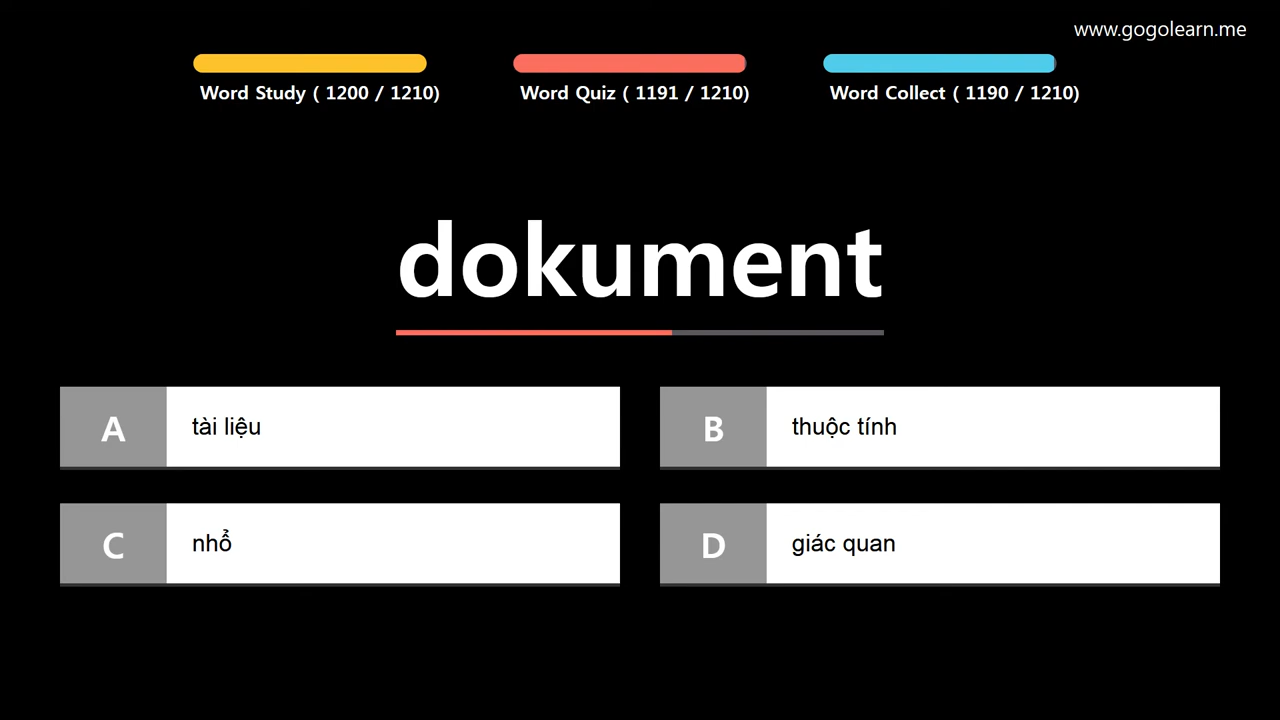 www.gogolearn.me
Word Study ( 1200 / 1210)
Word Quiz ( 1191 / 1210)
Word Collect ( 1190 / 1210)
dokument
A tài liệu
B thuộc tính
C nhổ
D giác quan